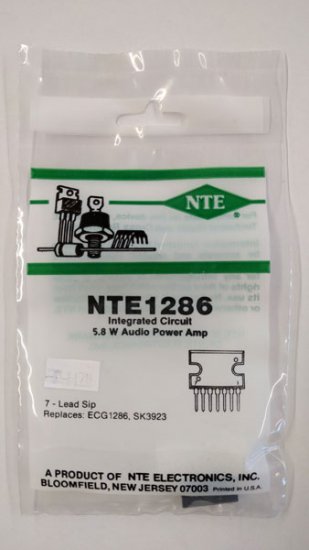 NTE
®
NTE1286
Integrated Circuit
5.8 W Audio Power Amp
7 - Lead Sip
Replaces: ECG1286, SK3923
A PRODUCT OF NTE ELECTRONICS, INC.
BLOOMFIELD, NEW JERSEY 07003 Printed in U.S.A.